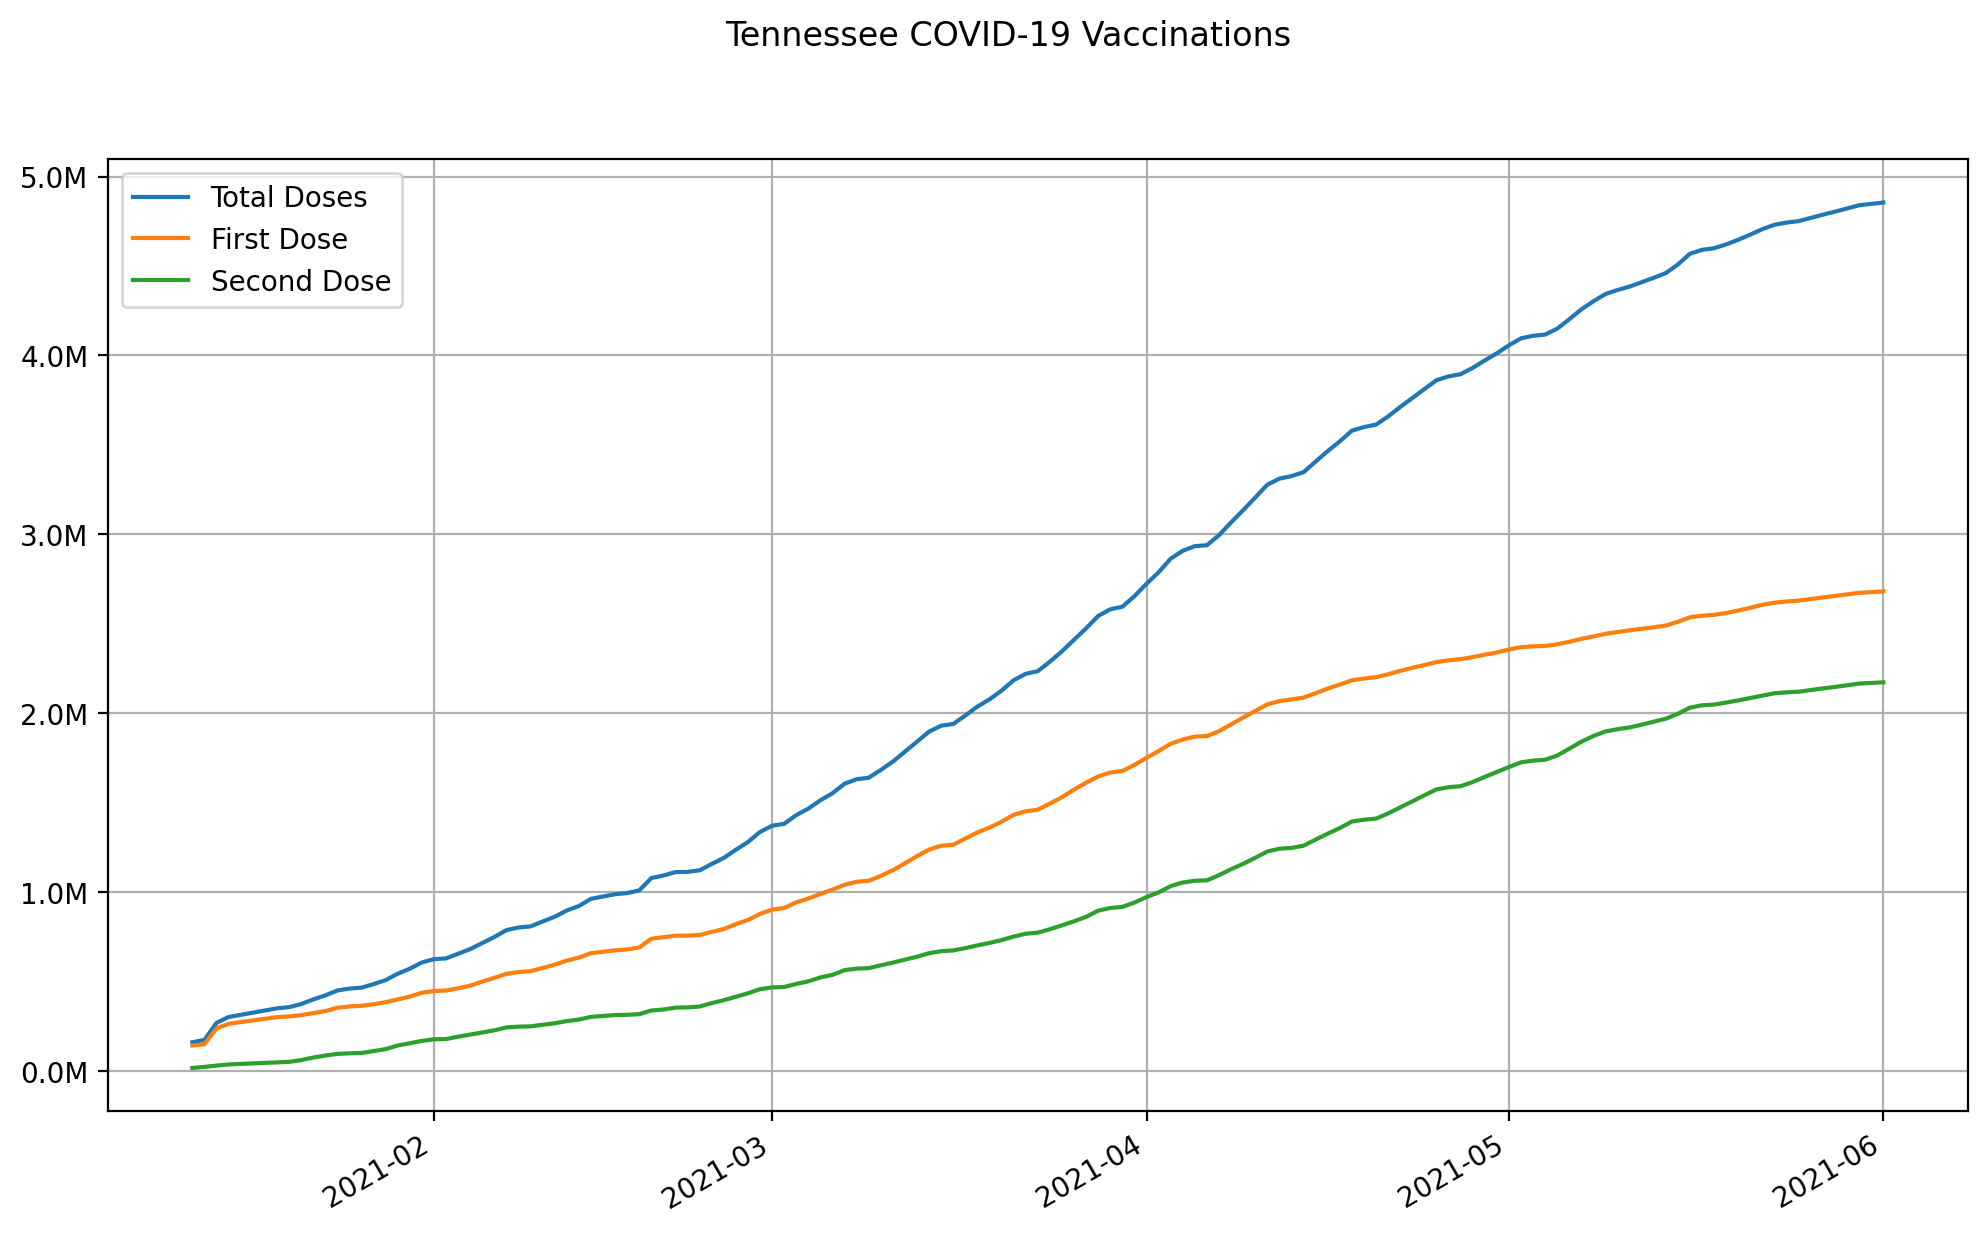 Tennessee COVID-19 Vaccinations
5.0M
4.0M
3.0M
2.0M
1.0M
0.0M
Total Doses
First Dose
Second Dose
2021-02
2021-03
2021-04
2021-05
2021-06